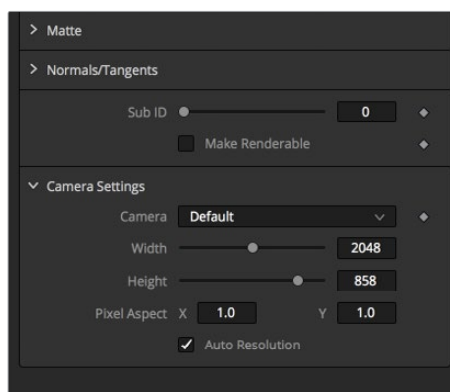 Matte
Normals/Tangents
Sub ID 0
Make Renderable
Camera Settings
Camera Default
Width 2048
Height 858
Pixel Aspect X 1.0 Y 1.0
Auto Resolution